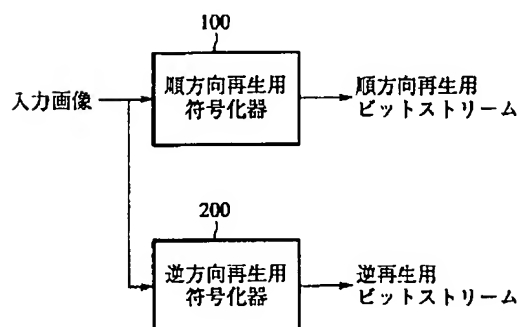 100
入力画像
順方向再生用
符号化器
順方向再生用
ビットストリーム
200
逆方向再生用
符号化器
逆再生用
ビットストリーム